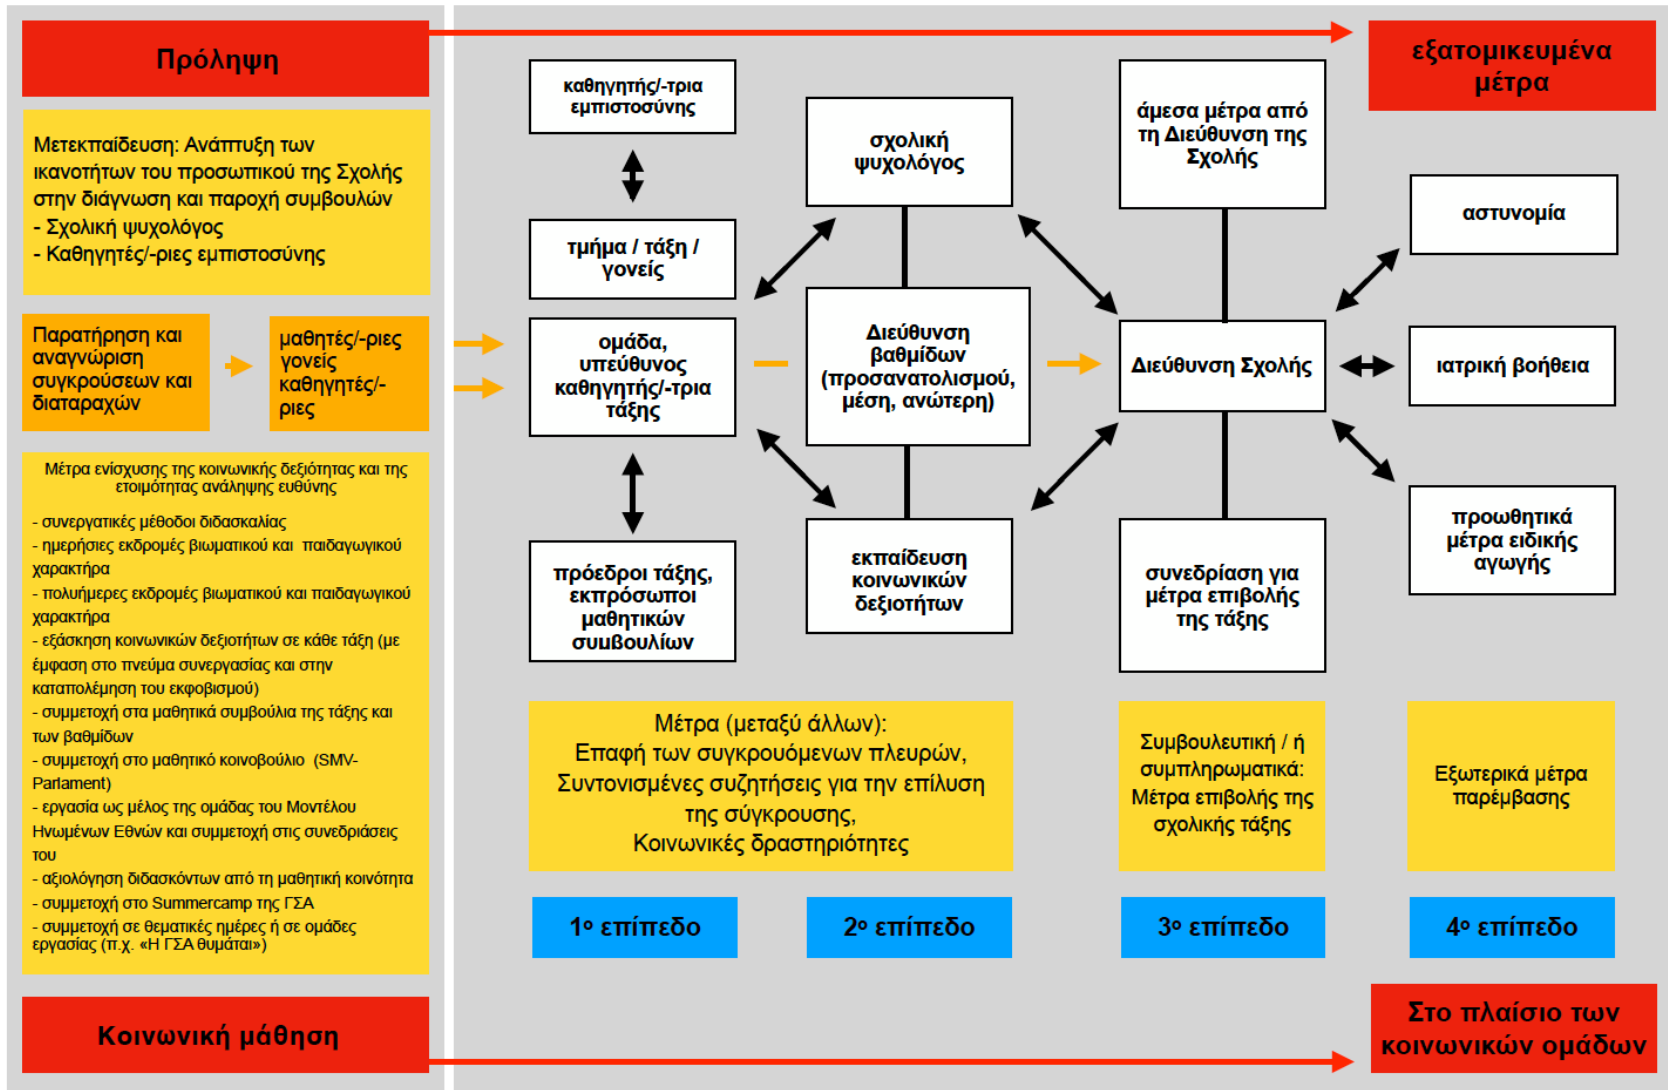 Πρόληψη
Μετεκπαίδευση: Ανάπτυξη των
ικανοτήτων του προσωπικού της Σχολής
στην διάγνωση και παροχή συμβουλών
- Σχολική ψυχολόγος
- Καθηγητές/-ριες εμπιστοσύνης
Παρατήρηση και
αναγνώριση
συγκρούσεων και
διαταραχών
μαθητές/-ριες
γονείς
καθηγητές/-
ριες
Μέτρα ενίσχυσης της κοινωνικής δεξιότητας και της
ετοιμότητας ανάληψης ευθύνης
- συνεργατικές μέθοδοι διδασκαλίας
- ημερήσιες εκδρομές βιωματικού και παιδαγωγικού
χαρακτήρα
- πολυήμερες εκδρομές βιωματικού και παιδαγωγικού
χαρακτήρα
- εξάσκηση κοινωνικών δεξιοτήτων σε κάθε τάξη (με
έμφαση στο πνεύμα συνεργασίας και στην
καταπολέμηση του εκφοβισμού)
- συμμετοχή στα μαθητικά συμβούλια της τάξης και
των βαθμίδων
- συμμετοχή στο μαθητικό κοινοβούλιο (SMV-
Parlament)
- εργασία ως μέλος της ομάδας του Μοντέλου
Ηνωμένων Εθνών και συμμετοχή στις συνεδριάσεις
του
- αξιολόγηση διδασκόντων από τη μαθητική κοινότητα
- συμμετοχή στο Summercamp της ΓΣΑ
- συμμετοχή σε θεματικές ημέρες ή σε ομάδες
εργασίας (π.χ. «Η ΓΣΑ θυμάται»)
Κοινωνική μάθηση
καθηγητής/-τρια
εμπιστοσύνης
τμήμα / τάξη /
γονείς
ομάδα,
υπεύθυνος
καθηγητής/-τρια
τάξης
πρόεδροι τάξης,
εκπρόσωποι
μαθητικών
συμβουλίων
σχολική
ψυχολόγος
Διεύθυνση
βαθμίδων
(προσανατολισμού,
μέση, ανώτερη)
εκπαίδευση
κοινωνικών
δεξιοτήτων
Μέτρα (μεταξύ άλλων):
Επαφή των συγκρουόμενων πλευρών,
Συντονισμένες συζητήσεις για την επίλυση
της σύγκρουσης,
Κοινωνικές δραστηριότητες
1ο επίπεδο
2ο επίπεδο
άμεσα μέτρα από
τη Διεύθυνση της
Σχολής
Διεύθυνση Σχολής
συνεδρίαση για
μέτρα επιβολής
της τάξης
Συμβουλευτική / ή
συμπληρωματικά:
Μέτρα επιβολής της
σχολικής τάξης
3ο επίπεδο
εξατομικευμένα
μέτρα
αστυνομία
ιατρική βοήθεια
προωθητικά
μέτρα ειδικής
αγωγής
Εξωτερικά μέτρα
παρέμβασης
4ο επίπεδο
Στο πλαίσιο των
κοινωνικών ομάδων